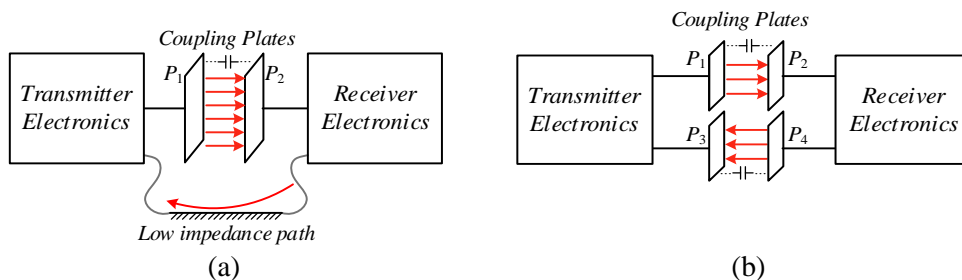 Coupling Plates
P1
P2
Transmitter
Electronics
Receiver
Electronics
Low impedance path
(a)
Coupling Plates
P1
P2
Transmitter
Electronics
Receiver
Electronics
P3
P4
(b)